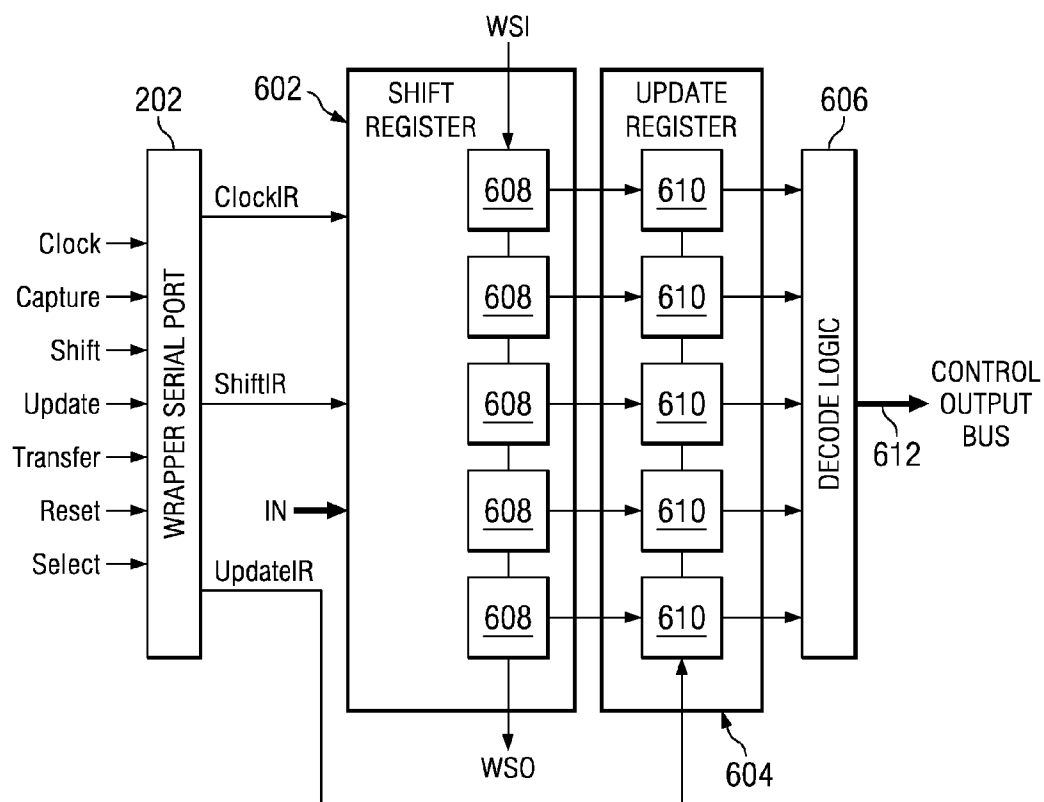 WSI
602
SHIFT
REGISTER
UPDATE
REGISTER
202
606
WRAPPER SERIAL PORT
Clock
Capture
Shift
Update
Transfer
Reset
Select
ClockIR
ShiftIR
IN
UpdateIR
608
610
608
610
608
610
608
610
608
610
DECODE LOGIC
CONTROL
OUTPUT
BUS
612
WSO
604